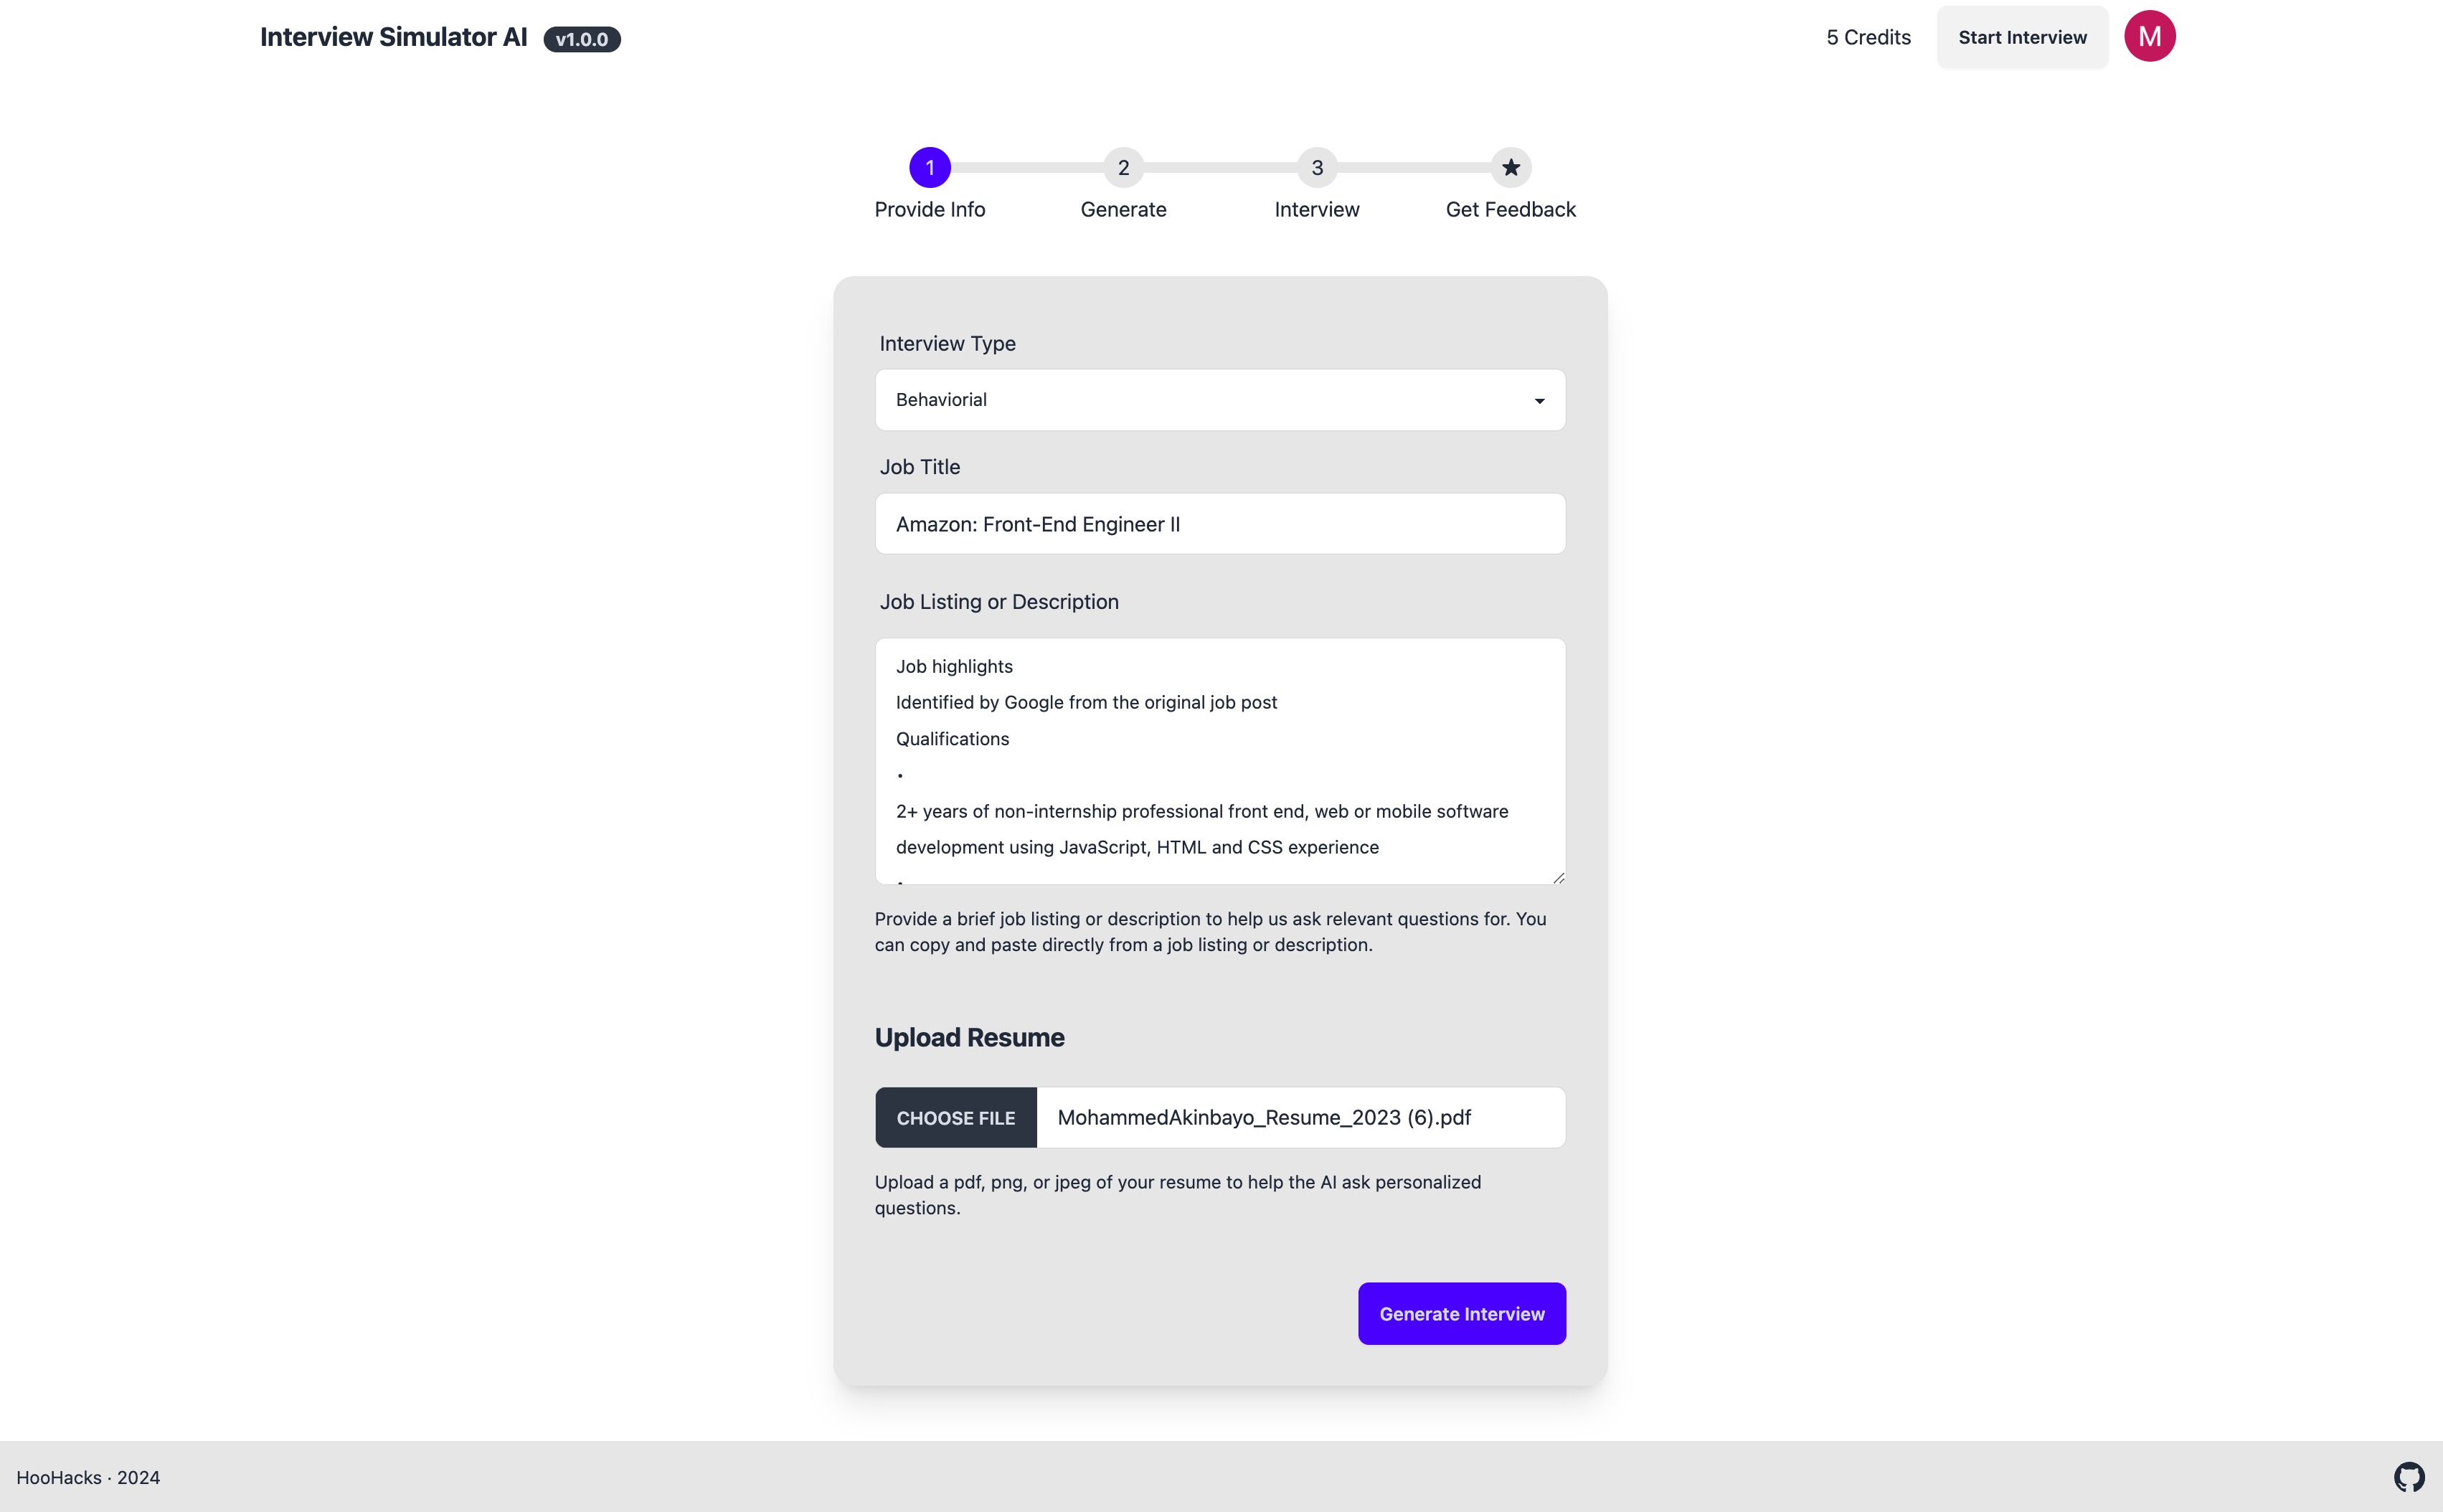 Interview Simulator AI v1.0.0
5 Credits
Start Interview
M
1
2
3
Provide Info
Generate
Interview
Get Feedback
Interview Type
Behaviorial
Job Title
Amazon: Front-End Engineer II
Job Listing or Description
Job highlights
Identified by Google from the original job post
Qualifications
•
2+ years of non-internship professional front end, web or mobile software
development using JavaScript, HTML and CSS experience
•
Provide a brief job listing or description to help us ask relevant questions for. You
can copy and paste directly from a job listing or description.
Upload Resume
CHOOSE FILE
MohammedAkinbayo_Resume_2023 (6).pdf
Upload a pdf, png, or jpeg of your resume to help the AI ask personalized
questions.
Generate Interview
HooHacks · 2024